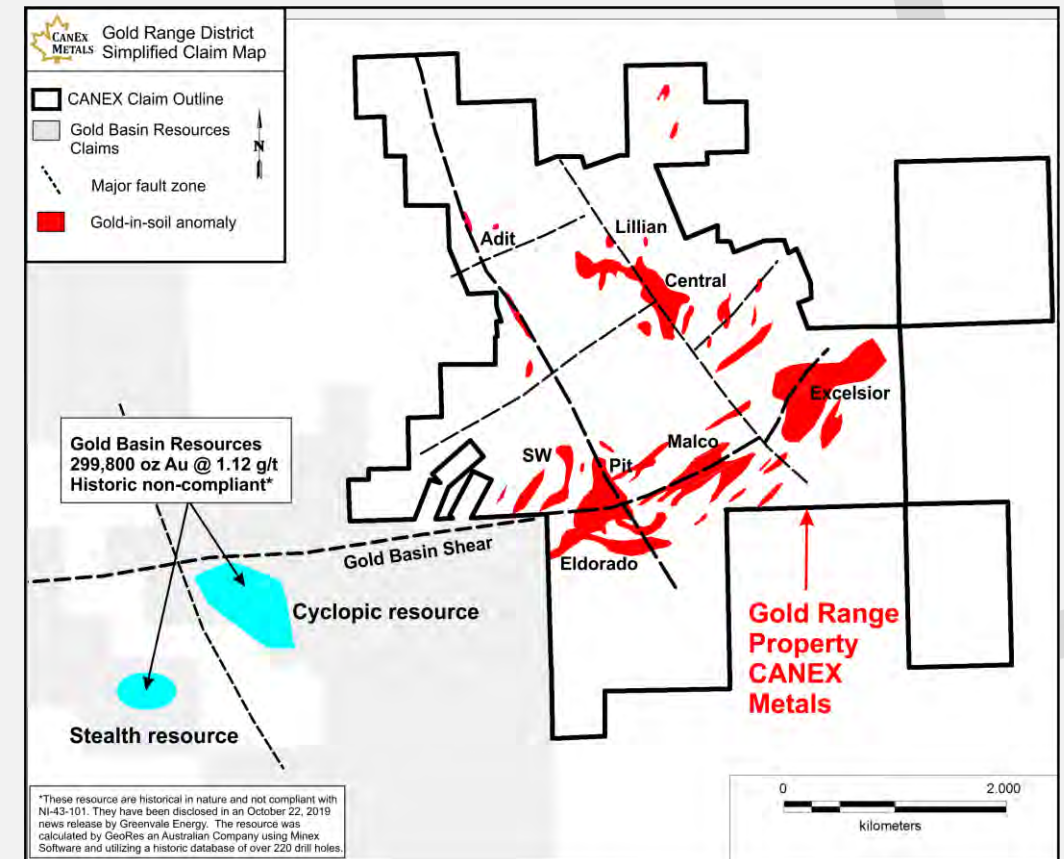 CANEX
METALS
Gold Range District
Simplified Claim Map
CANEX Claim Outline
Gold Basin Resources
Claims
N
Major fault zone
Gold-in-soil anomaly
Adit
Lillian
Central
Excelsior
Malco
SW
Pit
Eldorado
Gold Basin Resources
299,800 oz Au @ 1.12 g/t
Historic non-compliant*
Gold Basin Shear
Cyclopic resource
Stealth resource
Gold Range
Property
CANEX
Metals
*These resource are historical in nature and not compliant with
NI-43-101. They have been disclosed in an October 22, 2019
news release by Greenvale Energy. The resource was
calculated by GeoRes an Australian Company using Minex
Software and utilizing a historic database of over 220 drill holes.
0 2.000
kilometers